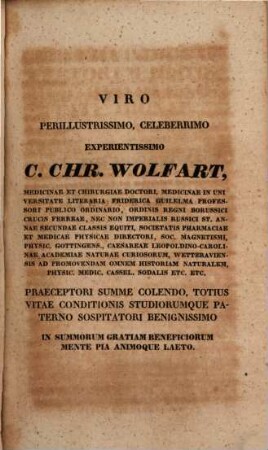 VIRO
PERILLUSTRISSIMO, CELEBERRIMO
EXPERIENTISSIMO
C. CHR. WOLFART,
MEDICINAE ET CHIRURGIAE DOCTORI, MEDICINAE IN UNI
VERSITATE LITERARIA FRIDERICA GUILELMA PROFES-
SORI PUBLICO ORDINARIO, ORDINIS REGNI BORUSSICI
CRUCIS FERREAE, NEC NON IMPERIALIS RUSSICI ST. AN-
NAE SECUNDAE CLASSIS EQUITI, SOCIETATIS PHARMACIAE
ET MEDICAE PHYSICAE DIRECTORI, SOC. MAGNETISMI,
PHYSIC. GOTTINGENS., CAESAREAE LEOPOLDINO-CAROLI-
NAE ACADEMIAE NATURAE CURIOSORUM, WETTERAVIEN-
SIS AD PROMOVENDAM OMNEM HISTORIAM NATURALEM,
PHYSIC. MEDIC. CASSEL. SODALIS ETC. ETC.
PRAECEPTORI SUMME COLENDO, TOTIUS
VITAE CONDITIONIS STUDIORUMQUE PA-
TERNO SOSPITATORI BENIGNISSIMO
IN SUMMORUM GRATIAM BENEFICIORUM
MENTE PIA ANIMOQUE LAETO.